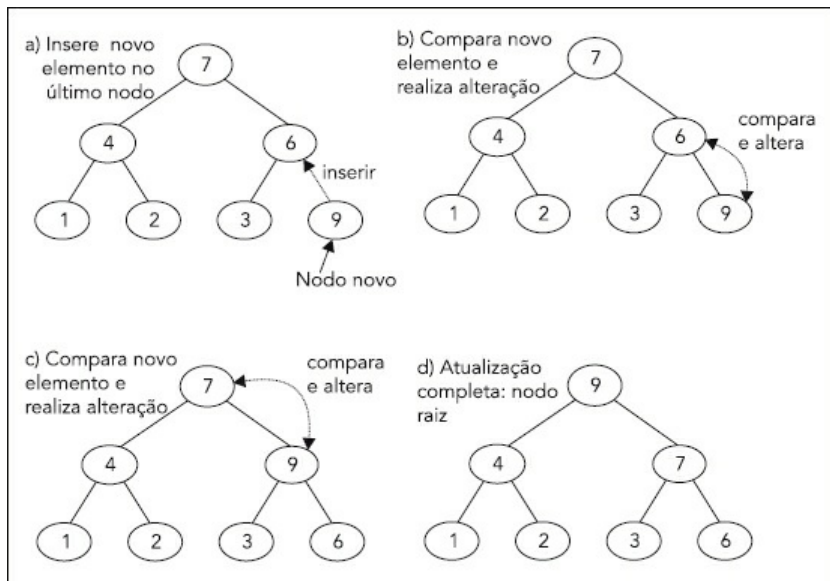 a) Insere novo
elemento no
último nodo
7
4
6
inserir
1
2
3
9
Nodo novo
b) Compara novo
elemento e
realiza alteração
7
compara
e altera
4
6
1
2
3
9
c) Compara novo
elemento e
realiza alteração
7
compara
e altera
4
9
1
2
3
6
d) Atualização
completa: nodo
raiz
9
4
7
1
2
3
6